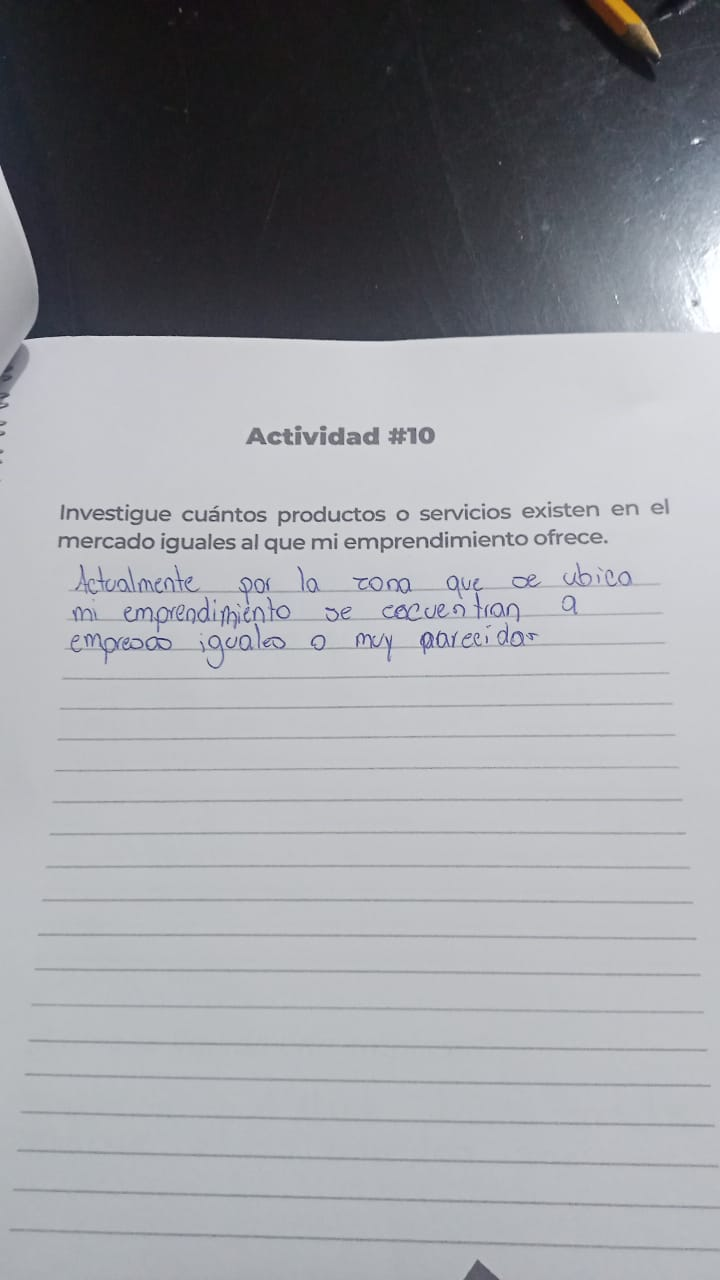 Actividad #10
Investigue cuántos productos o servicios existen en el
mercado iguales al que mi emprendimiento ofrece.
Actualmente por la zona que se ubica
mi emprendimiento se cecuentran 9
empresas iguales o muy parecidas